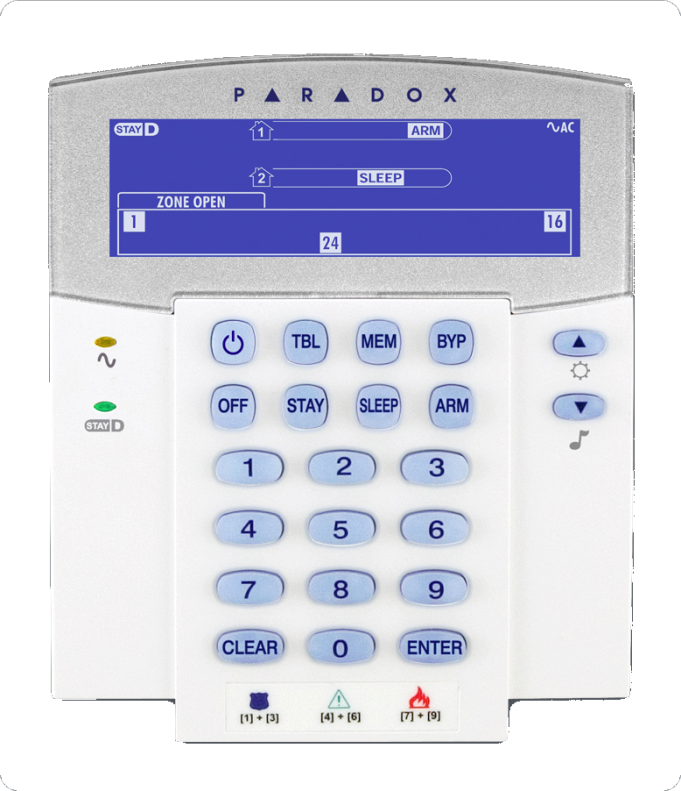 PARADOX
STAY D
1 ARM
AC
2 SLEEP
ZONE OPEN
1 16
24
TBL MEM BYP
OFF STAY SLEEP ARM
STAY D
1 2 3
4 5 6
7 8 9
CLEAR 0 ENTER
[1] + [3] [4] + [6] [7] + [9]